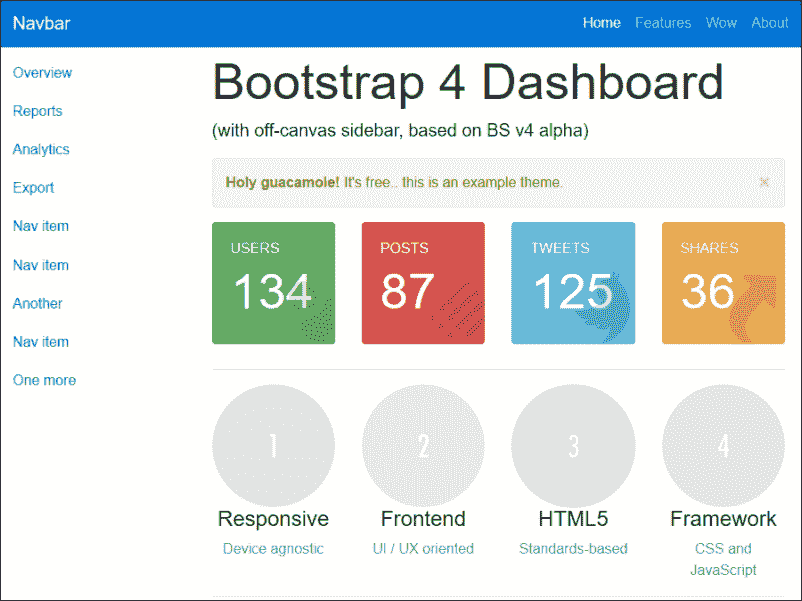 Navbar
Home Features Wow About
Overview
Reports
Analytics
Export
Nav item
Nav item
Another
Nav item
One more
Bootstrap 4 Dashboard
(with off-canvas sidebar, based on BS v4 alpha)
Holy guacamole! It's free.. this is an example theme. ×
USERS
134
POSTS
87
TWEETS
125
SHARES
36
1
2
3
4
Responsive
Device agnostic
Frontend
UI / UX oriented
HTML5
Standards-based
Framework
CSS and
JavaScript